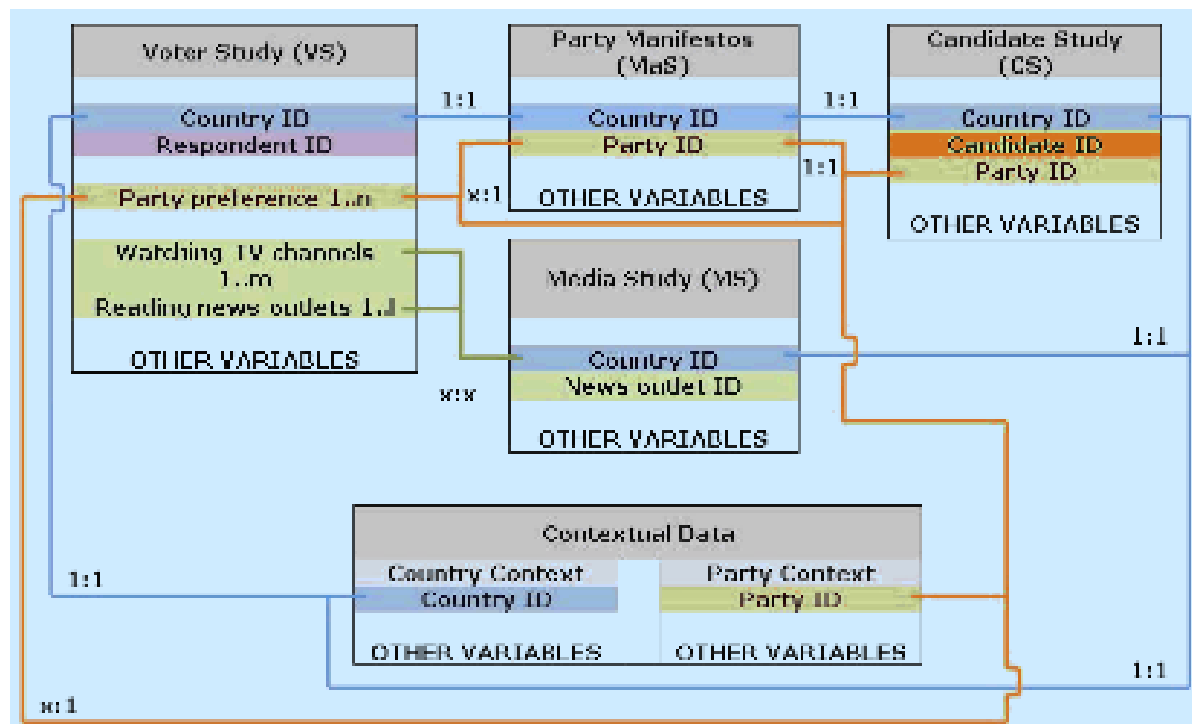 Voter Study (VS)
Country ID
Respondent ID
Party preference 1..n
Watching TV channels
1..m
Reading news outlets 1..l
OTHER VARIABLES
1:1
x:1
x:x
Party Manifestos
(MaS)
Country ID
Party ID
OTHER VARIABLES
1:1
1:1
Candidate Study
(CS)
Country ID
Candidate ID
Party ID
OTHER VARIABLES
Media Study (MS)
Country ID
News outlet ID
OTHER VARIABLES
1:1
Contextual Data
Country Context
Country ID
OTHER VARIABLES
Party Context
Party ID
OTHER VARIABLES
1:1
1:1
x:1